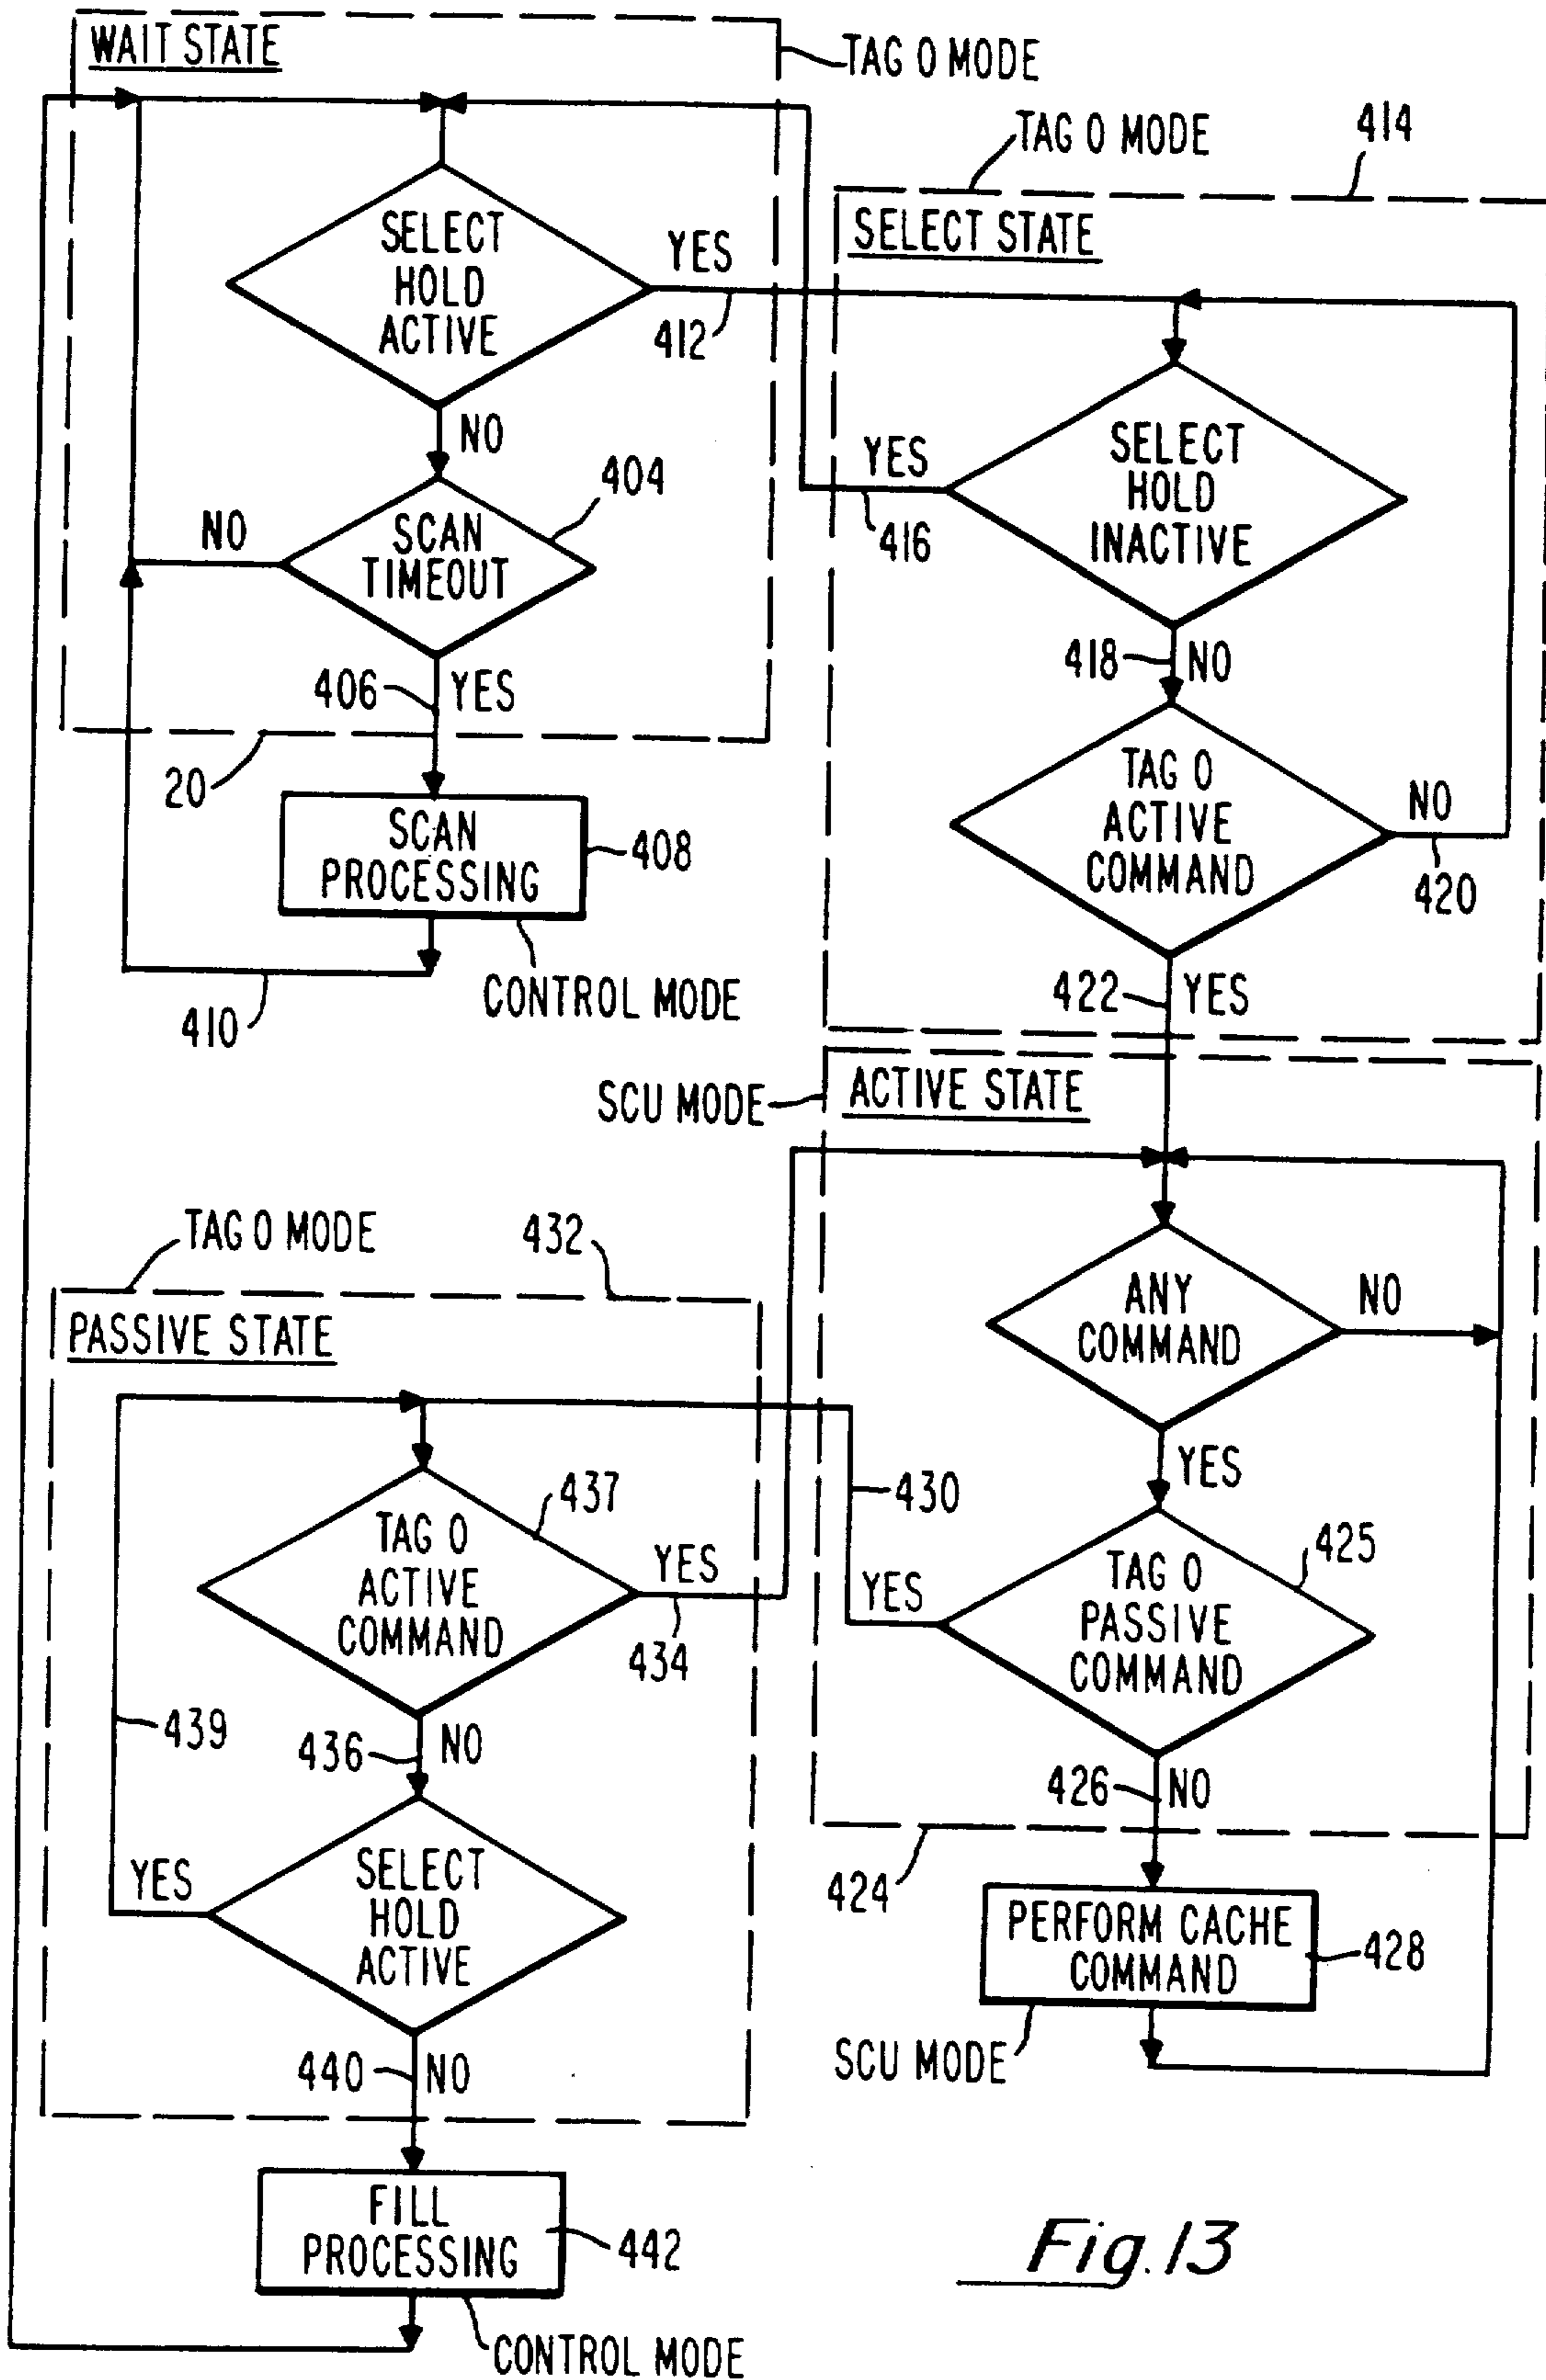 WAIT STATE
TAG 0 MODE
SELECT
HOLD
ACTIVE
YES
412
NO
404
SCAN
TIMEOUT
NO
406
YES
20
SCAN
PROCESSING
408
CONTROL MODE
410
TAG 0 MODE
414
SELECT STATE
SELECT
HOLD
INACTIVE
YES
416
418
NO
TAG 0
ACTIVE
COMMAND
NO
420
422
YES
SCU MODE
ACTIVE STATE
ANY
COMMAND
NO
YES
425
TAG 0
PASSIVE
COMMAND
YES
430
426
NO
424
PERFORM CACHE
COMMAND
428
SCU MODE
TAG 0 MODE
432
PASSIVE STATE
437
TAG 0
ACTIVE
COMMAND
YES
434
439
436
NO
SELECT
HOLD
ACTIVE
YES
440
NO
FILL
PROCESSING
442
CONTROL MODE
Fig.13